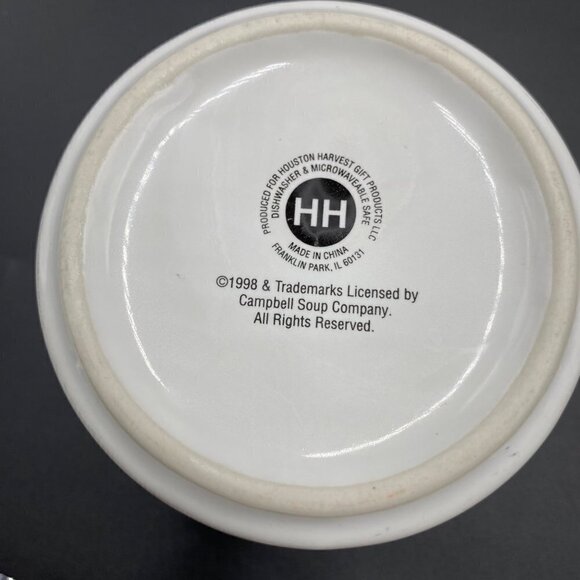 PRODUCED FOR HOUSTON HARVEST GIFT PRODUCTS LLC
DISHWASHER & MICROWAVEABLE SAFE
HH
MADE IN CHINA
FRANKLIN PARK, IL 60131
©1998 & Trademarks Licensed by
Campbell Soup Company.
All Rights Reserved.